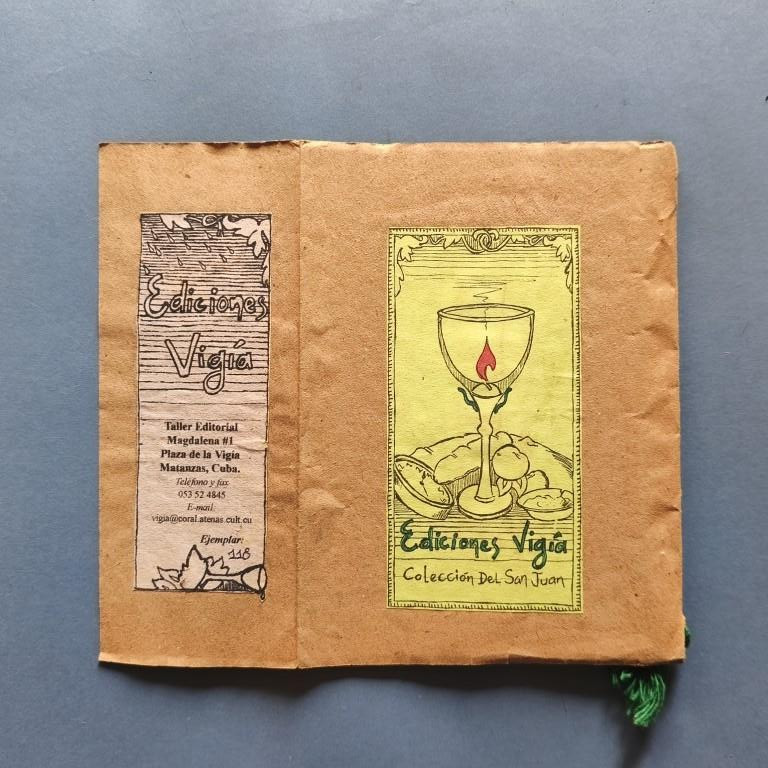 Ediciones
Vigía
Taller Editorial
Magdalena #1
Plaza de la Vigía
Matanzas, Cuba.
Teléfono y fax
053 52 4845
E-mail
vigia@coral.atenas.cult.cu
Ejemplar:
118
Ediciones Vigía
Colección Del San Juan